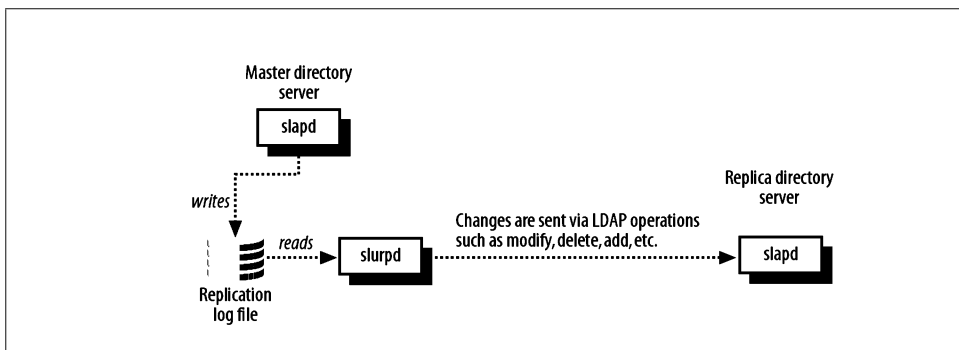 Master directory
server
slapd
writes
reads
Replication
log file
slurpd
Changes are sent via LDAP operations
such as modify, delete, add, etc.
Replica directory
server
slapd